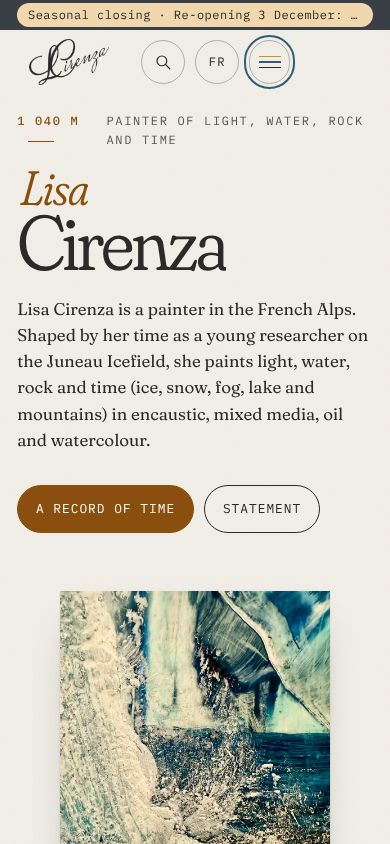 Seasonal closing · Re-opening 3 December: …
Cirenza
FR
1 040 M
PAINTER OF LIGHT, WATER, ROCK
AND TIME
Lisa
Cirenza
Lisa Cirenza is a painter in the French Alps.
Shaped by her time as a young researcher on
the Juneau Icefield, she paints light, water,
rock and time (ice, snow, fog, lake and
mountains) in encaustic, mixed media, oil
and watercolour.
A RECORD OF TIME
STATEMENT